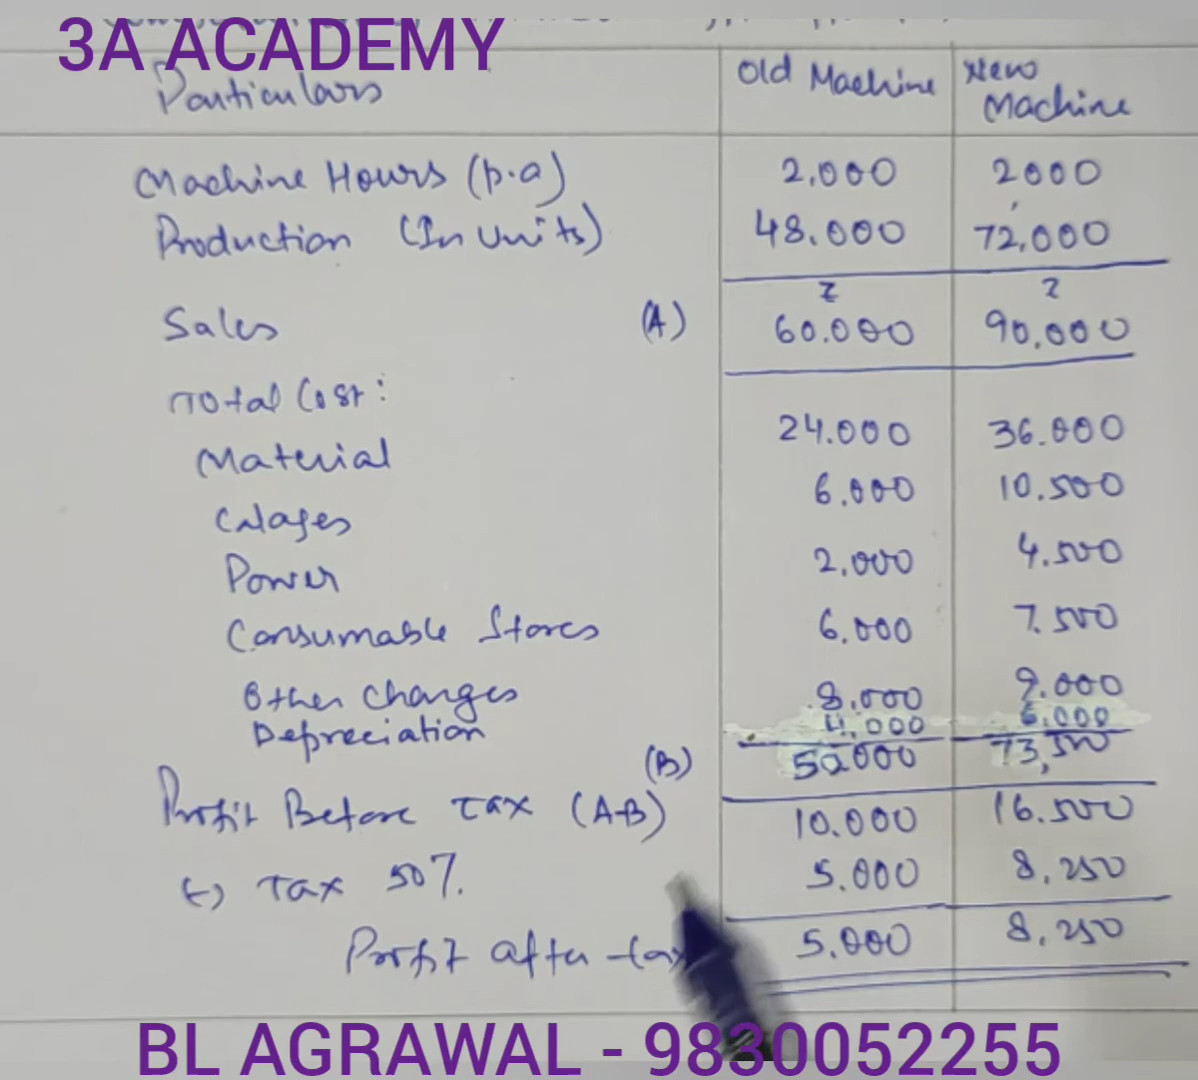 3A ACADEMY
Particulars Old Machine New Machine
Machine Hours (p.a) 2,000 2000
Production (In Units) 48.000 72,000
₹ ₹
Sales (A) 60.000 90.000
Total Cost:
Material 24.000 36.000
Wages 6.000 10.500
Power 2.000 4.500
Consumable Stores 6.000 7.500
Other Charges 8.000 9.000
Depreciation 4.000 6.000
(B) 50000 73,500
Profit Before Tax (A-B) 10.000 16.500
(-) Tax 50% 5.000 8,250
Profit after tax 5.000 8,250
BL AGRAWAL - 9830052255